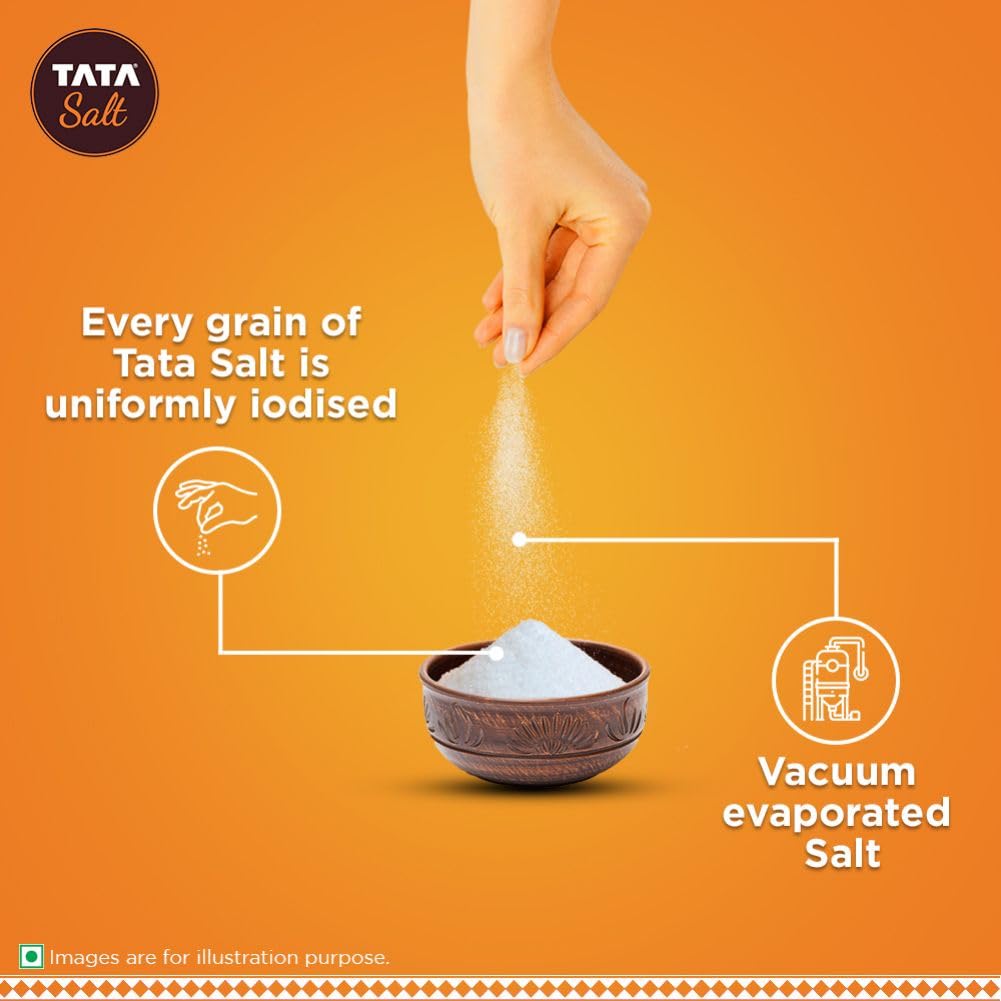 TATA
Salt
Every grain of
Tata Salt is
uniformly iodised
Vacuum
evaporated
Salt
Images are for illustration purpose.